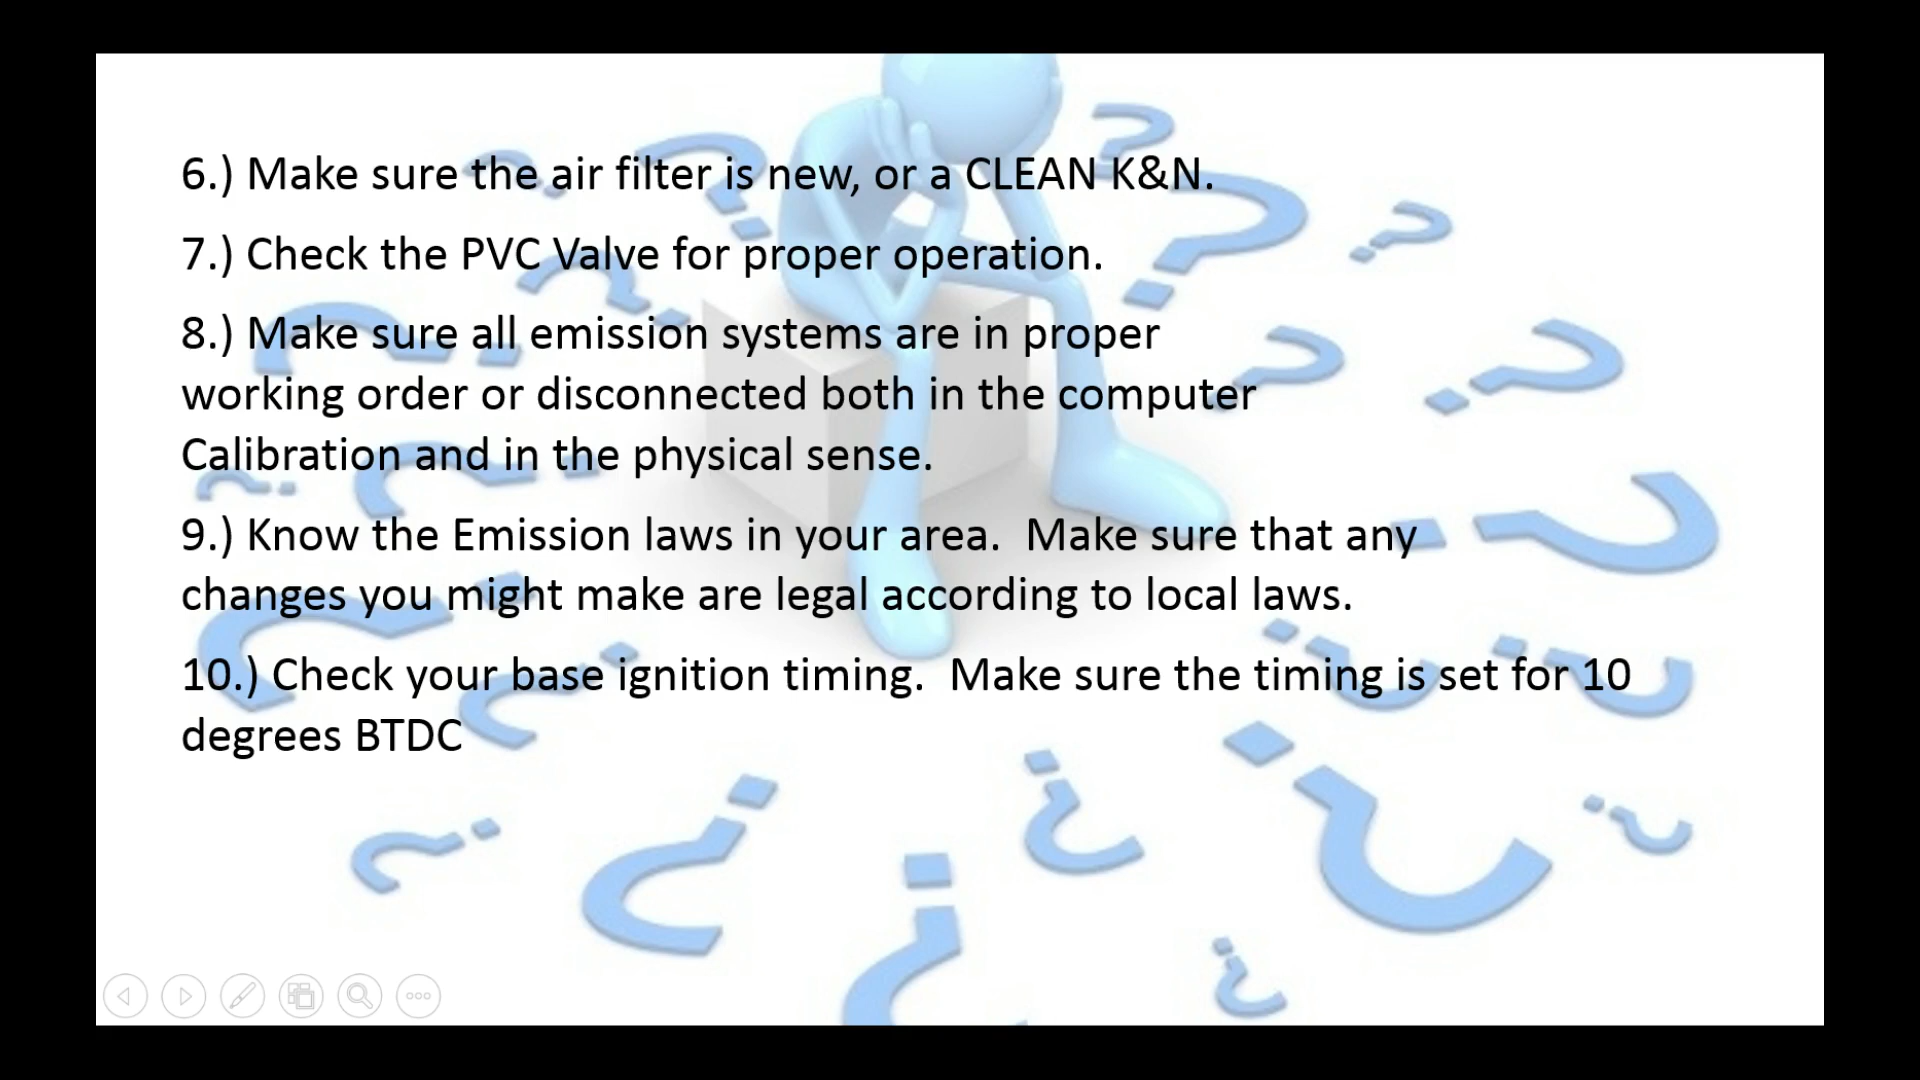 6.) Make sure the air filter is new, or a CLEAN K&N.
7.) Check the PVC Valve for proper operation.
8.) Make sure all emission systems are in proper
working order or disconnected both in the computer
Calibration and in the physical sense.
9.) Know the Emission laws in your area.  Make sure that any
changes you might make are legal according to local laws.
10.) Check your base ignition timing.  Make sure the timing is set for 10
degrees BTDC